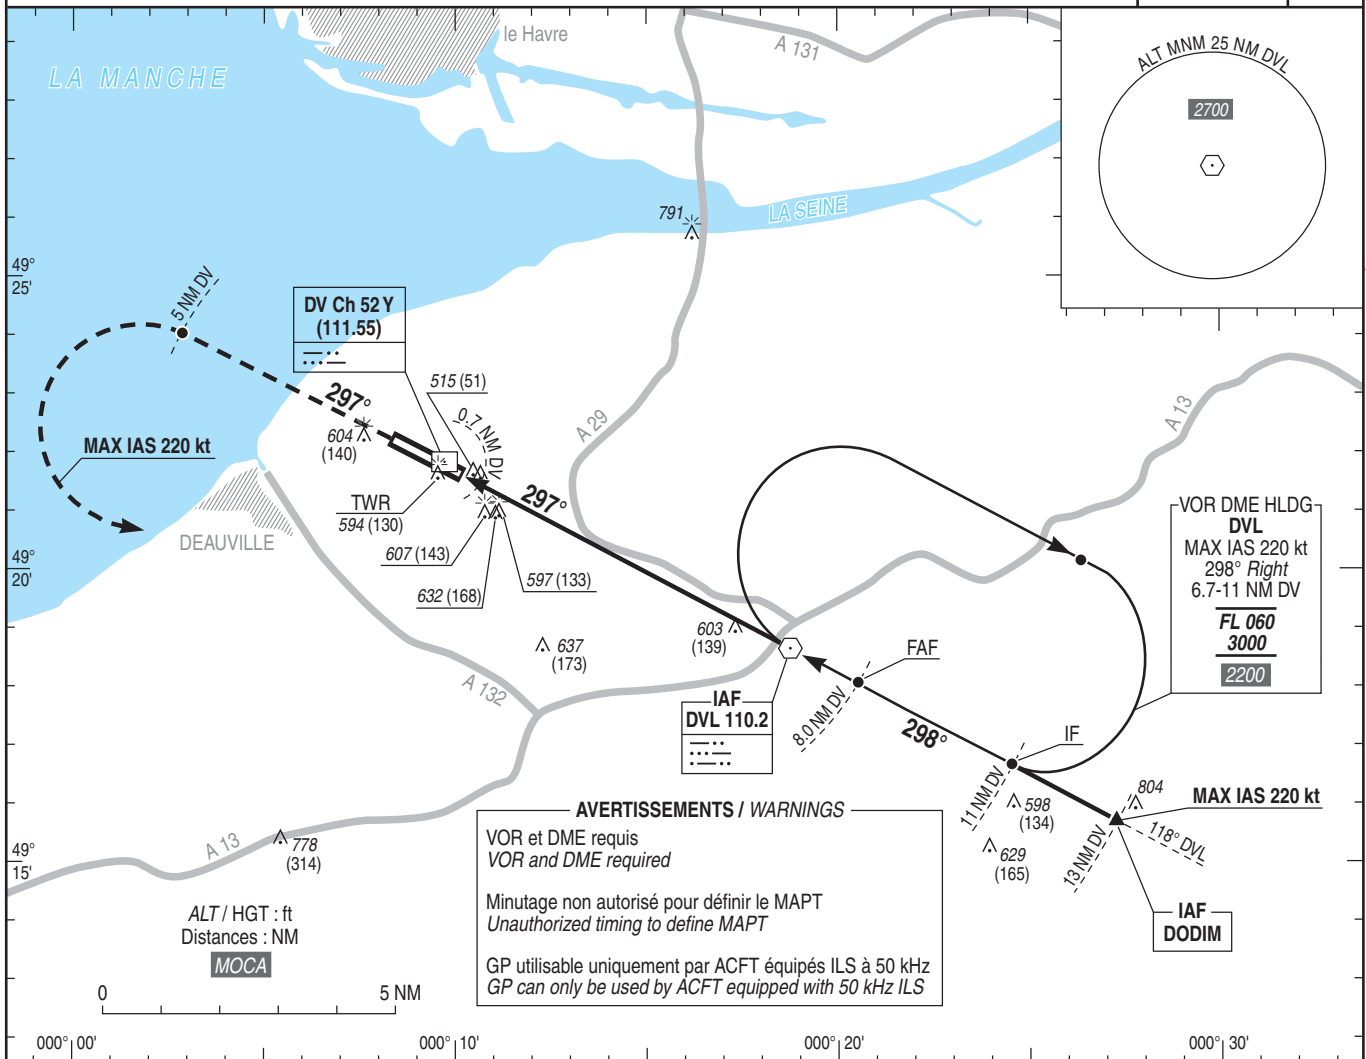 le Havre
A 131
ALT MNM 25 NM DVL
2700
LA MANCHE
791
LA SEINE
49°
25'
5 NM DV
DV Ch 52 Y
(111.55)
515 (51)
297°
0.7 NM DV
604
(140)
A 29
A 13
MAX IAS 220 kt
297°
TWR
594 (130)
DEAUVILLE
607 (143)
597 (133)
632 (168)
49°
20'
VOR DME HLDG
DVL
MAX IAS 220 kt
298° Right
6.7-11 NM DV
FL 060
3000
2200
603
(139)
637
(173)
FAF
A 132
IAF
DVL 110.2
8.0 NM DV
298°
IF
11 NM DV
598
(134)
804
MAX IAS 220 kt
118° DVL
13 NM DV
629
(165)
IAF
DODIM
A 13
778
(314)
49°
15'
AVERTISSEMENTS / WARNINGS
VOR et DME requis
VOR and DME required
Minutage non autorisé pour définir le MAPT
Unauthorized timing to define MAPT
GP utilisable uniquement par ACFT équipés ILS à 50 kHz
GP can only be used by ACFT equipped with 50 kHz ILS
ALT / HGT : ft
Distances : NM
MOCA
0 5 NM
000° 00' 000° 10' 000° 20' 000° 30'